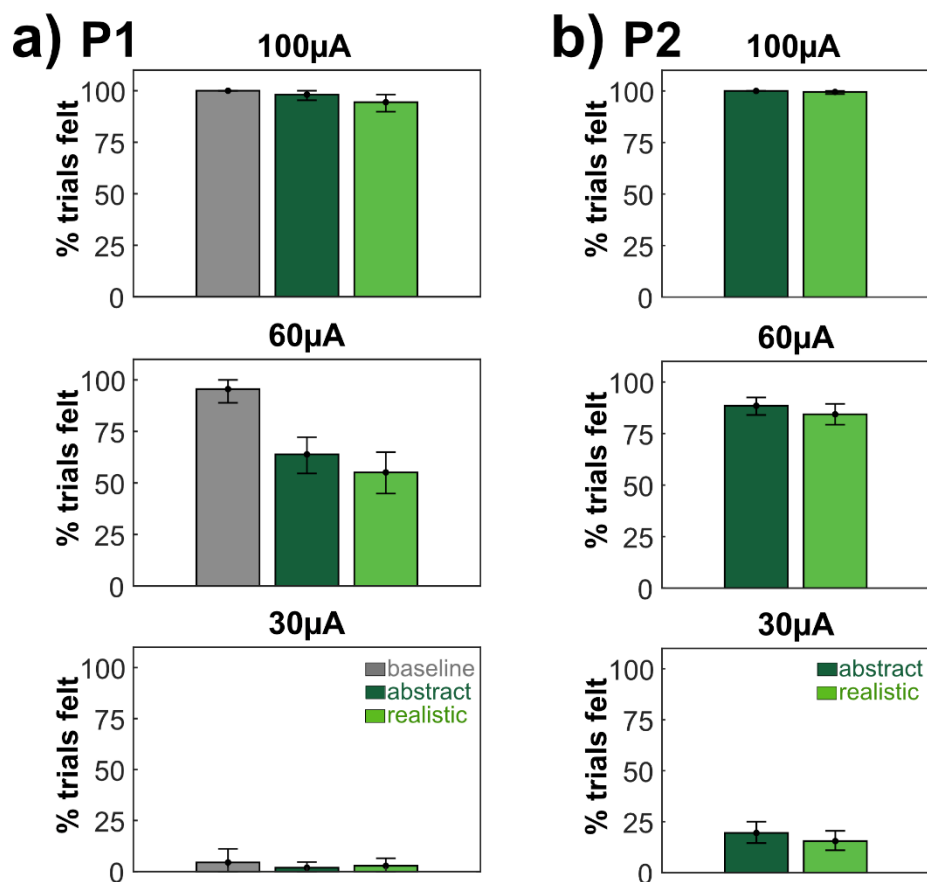 a) P1
100µA
% trials felt
100
75
50
25
0
60µA
% trials felt
100
75
50
25
0
30µA
% trials felt
100
75
50
25
0
baseline
abstract
realistic
b) P2
100µA
% trials felt
100
75
50
25
0
60µA
% trials felt
100
75
50
25
0
30µA
% trials felt
100
75
50
25
0
abstract
realistic